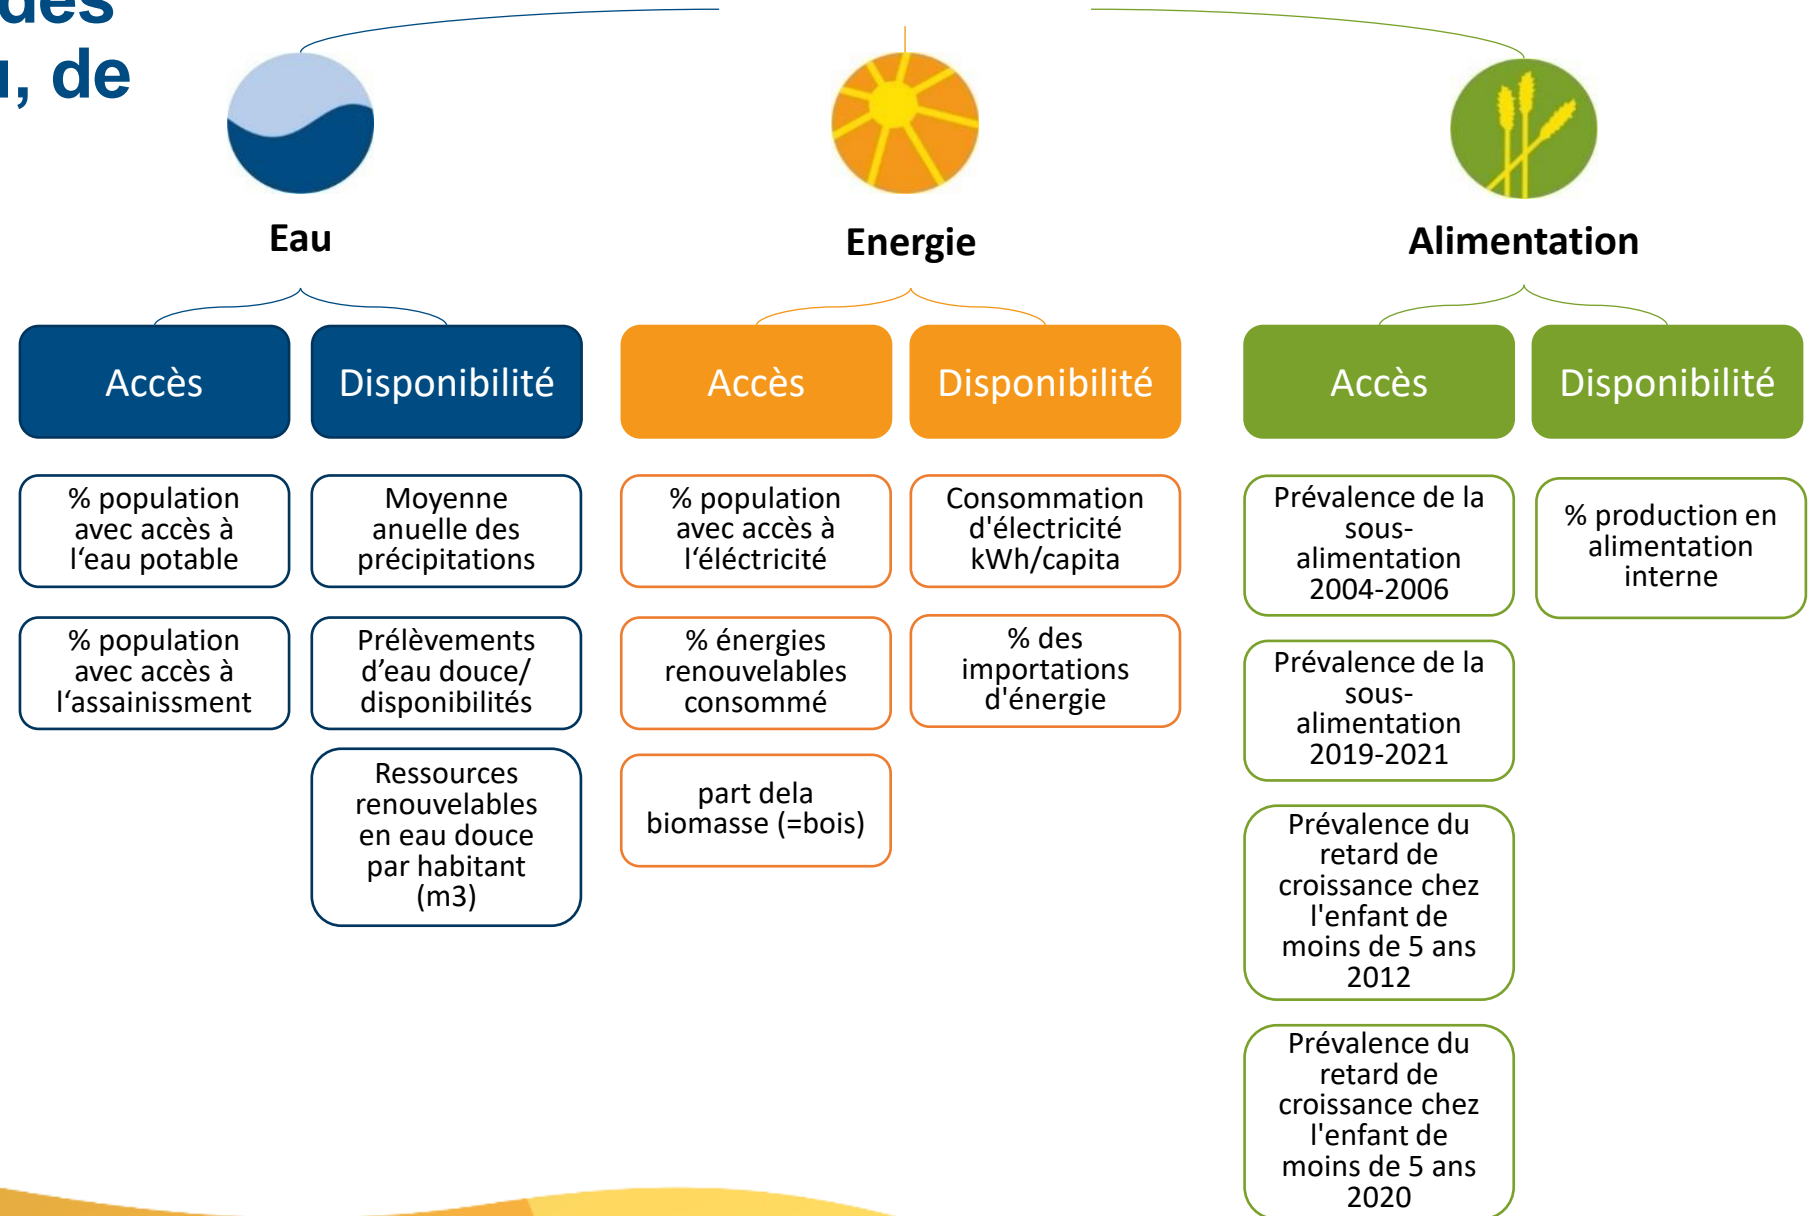 des
, de
Eau
Energie
Alimentation
Accès
Disponibilité
Accès
Disponibilité
Accès
Disponibilité
% population
avec accès à
l‘eau potable
% population
avec accès à
l‘assainissment
Moyenne
anuelle des
précipitations
Prélèvements
d’eau douce/
disponibilités
Ressources
renouvelables
en eau douce
par habitant
(m3)
% population
avec accès à
l‘éléctricité
% énergies
renouvelables
consommé
part dela
biomasse (=bois)
Consommation
d'électricité
kWh/capita
% des
importations
d'énergie
Prévalence de la
sous-
alimentation
2004-2006
Prévalence de la
sous-
alimentation
2019-2021
Prévalence du
retard de
croissance chez
l'enfant de
moins de 5 ans
2012
Prévalence du
retard de
croissance chez
l'enfant de
moins de 5 ans
2020
% production en
alimentation
interne